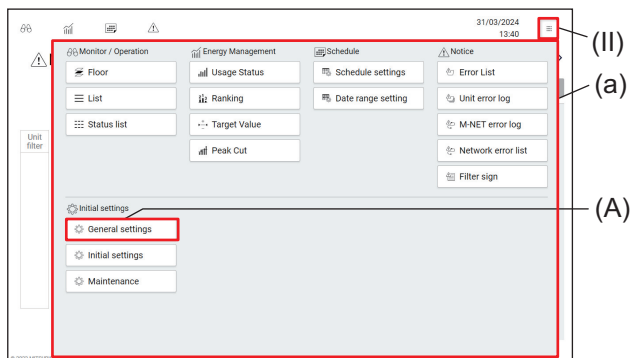 31/03/2024
13:40
(II)
Monitor / Operation
Energy Management
Schedule
Notice
Floor
Usage Status
Schedule settings
Error List
(a)
List
Ranking
Date range setting
Unit error log
Status list
Target Value
M-NET error log
Unit
filter
Peak Cut
Network error list
Filter sign
Initial settings
(A)
General settings
Initial settings
Maintenance